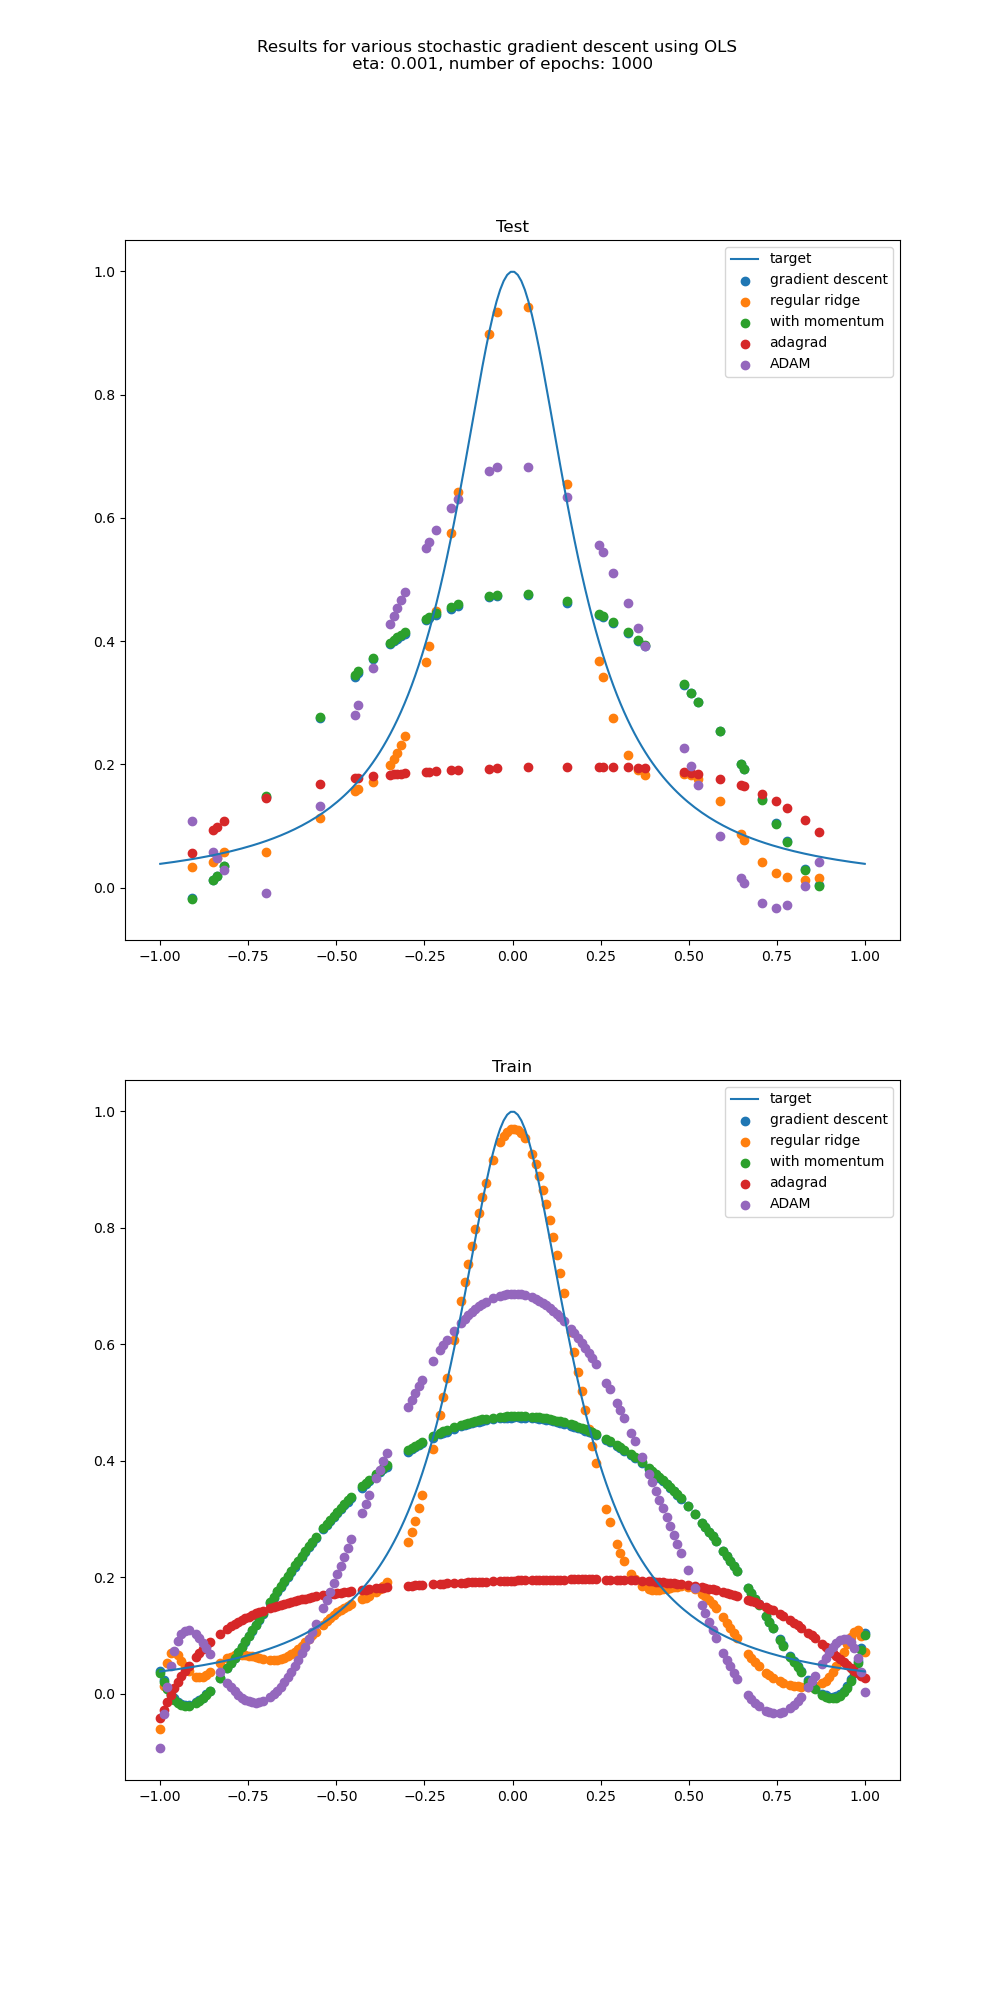 Results for various stochastic gradient descent using OLS
eta: 0.001, number of epochs: 1000
Test
target
gradient descent
regular ridge
with momentum
adagrad
ADAM
1.0
0.8
0.6
0.4
0.2
0.0
−1.00 −0.75 −0.50 −0.25 0.00 0.25 0.50 0.75 1.00
Train
target
gradient descent
regular ridge
with momentum
adagrad
ADAM
1.0
0.8
0.6
0.4
0.2
0.0
−1.00 −0.75 −0.50 −0.25 0.00 0.25 0.50 0.75 1.00